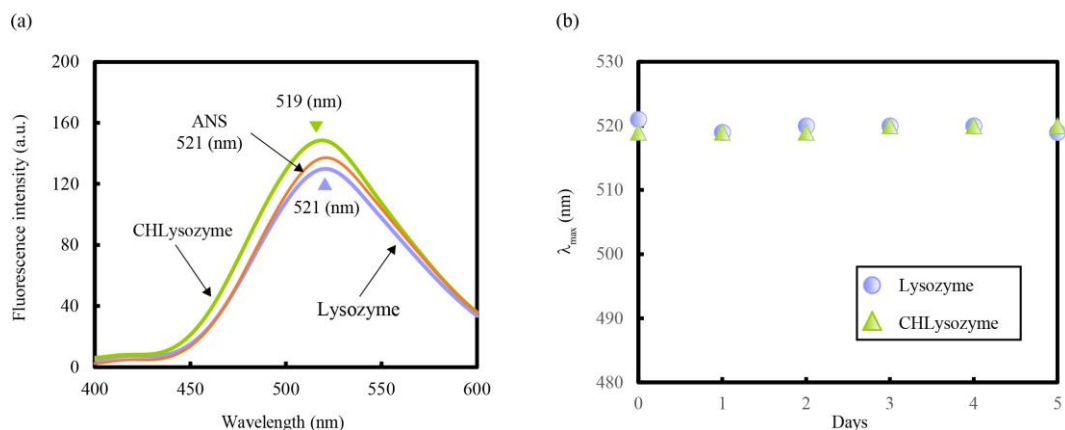 (a)
(b)
200
160
120
80
40
0
Fluorescence intensity (a.u.)
519 (nm)
ANS
521 (nm)
521 (nm)
CHLysozyme
Lysozyme
400
450
500
550
600
Wavelength (nm)
530
520
510
500
490
480
λmax (nm)
Lysozyme
CHLysozyme
0
1
2
3
4
5
Days